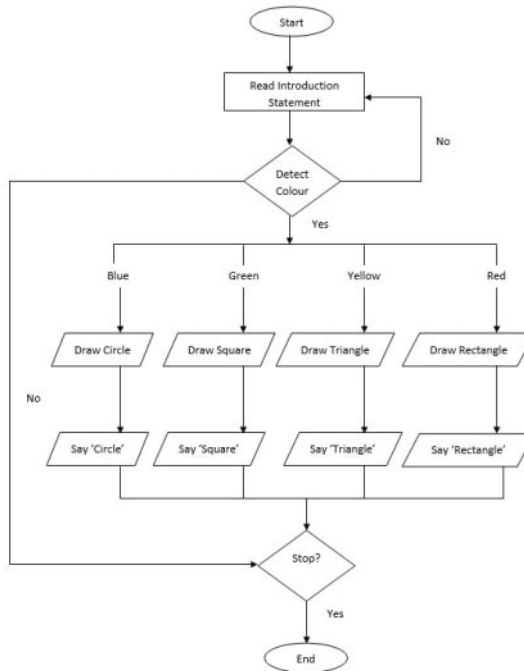 Start
Read Introduction
Statement
No
Detect
Colour
Yes
Blue
Green
Yellow
Red
Draw Circle
Draw Square
Draw Triangle
Draw Rectangle
No
Say 'Circle'
Say 'Square'
Say 'Triangle'
Say 'Rectangle'
Stop?
Yes
End